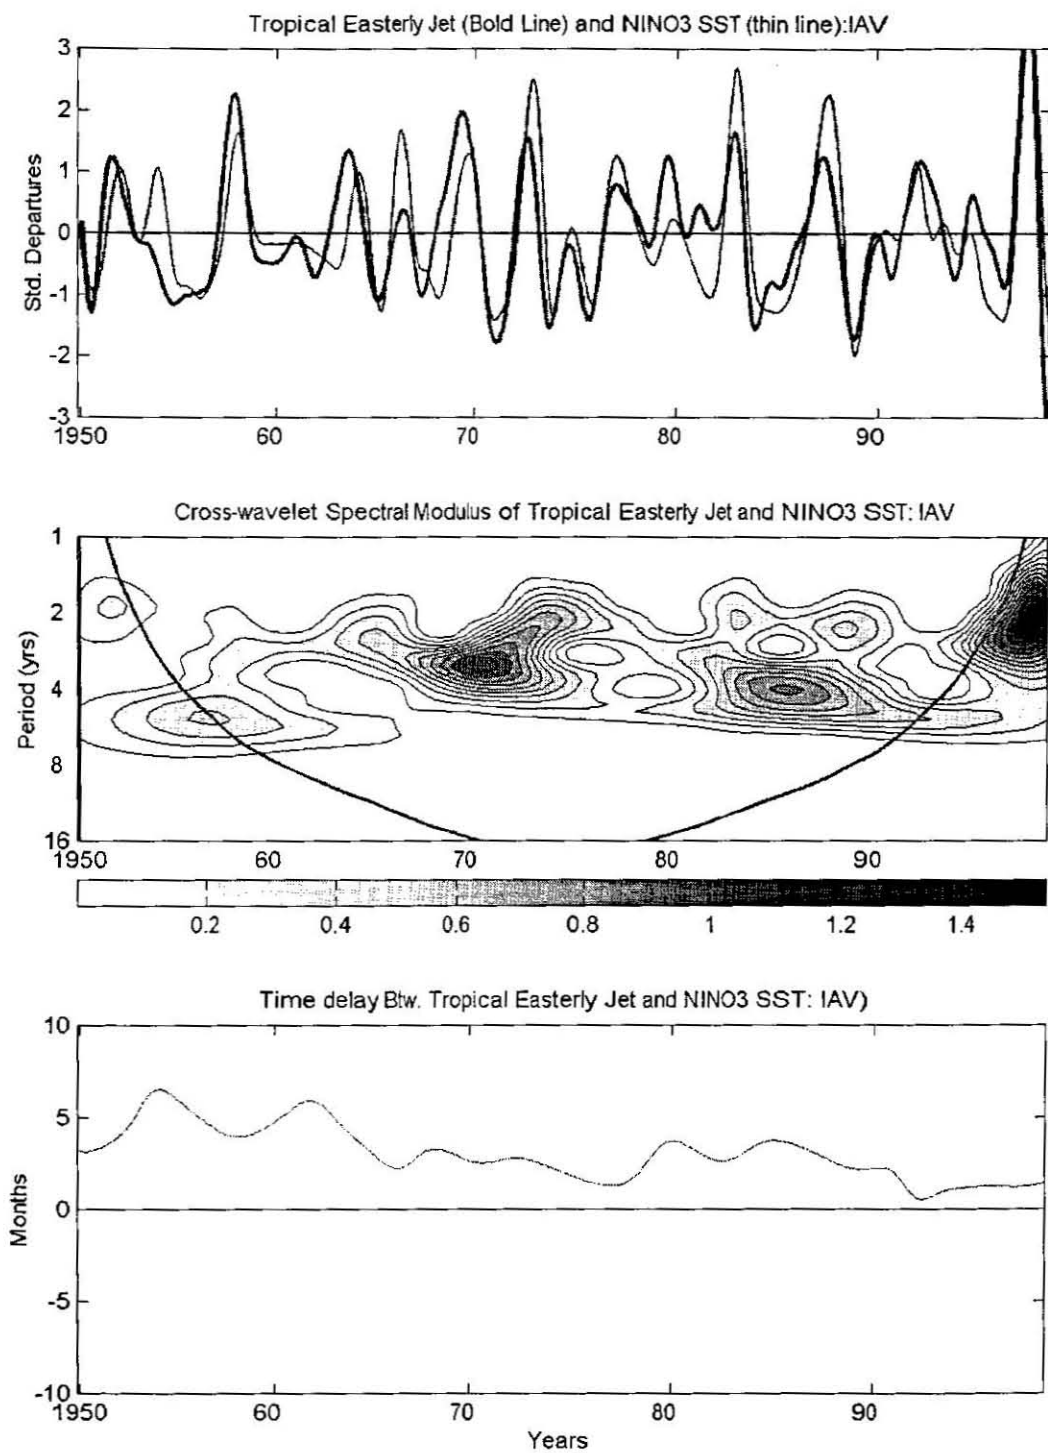 Tropical Easterly Jet (Bold Line) and NINO3 SST (thin line):IAV
3
2
1
0
-1
-2
-3
Std. Departures
1950 60 70 80 90
Cross-wavelet Spectral Modulus of Tropical Easterly Jet and NINO3 SST: IAV
1
2
4
8
16
Period (yrs)
1950 60 70 80 90
0.2 0.4 0.6 0.8 1 1.2 1.4
Time delay Btw. Tropical Easterly Jet and NINO3 SST: IAV)
10
5
0
-5
-10
Months
1950 60 70 80 90
Years